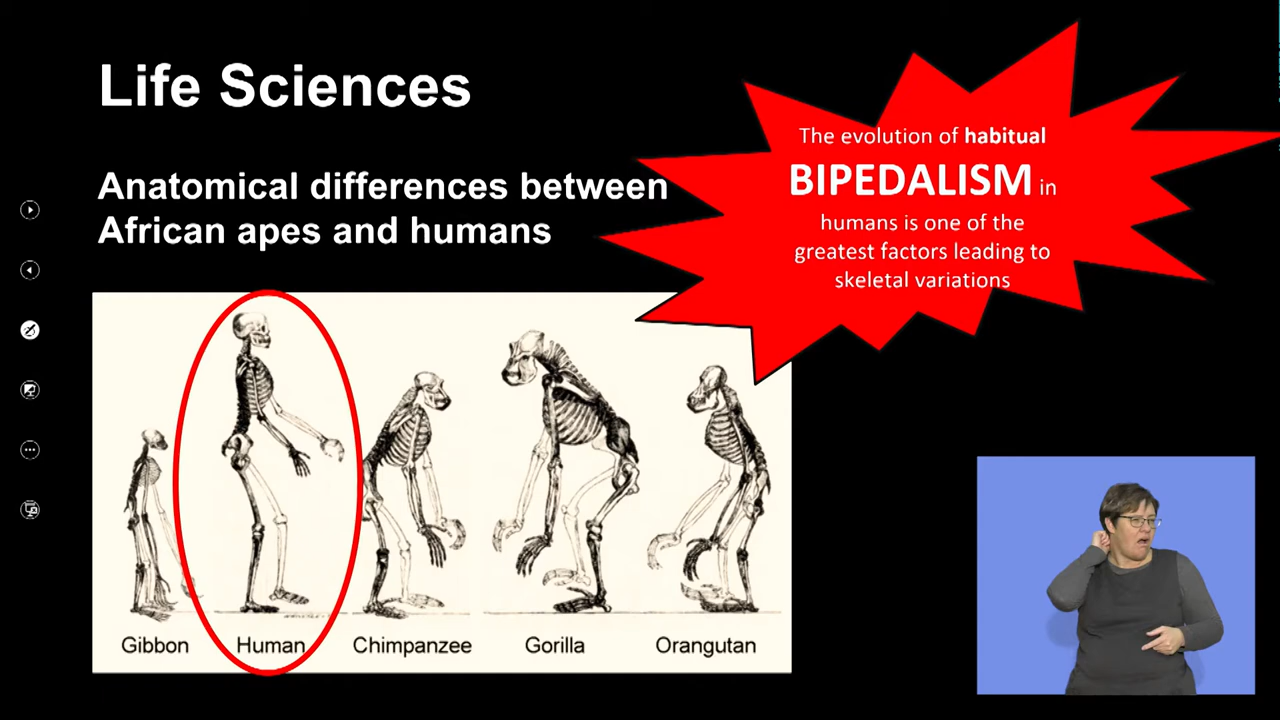 Life Sciences
Anatomical differences between
African apes and humans
The evolution of habitual
BIPEDALISM in
humans is one of the
greatest factors leading to
skeletal variations
Gibbon Human Chimpanzee Gorilla Orangutan